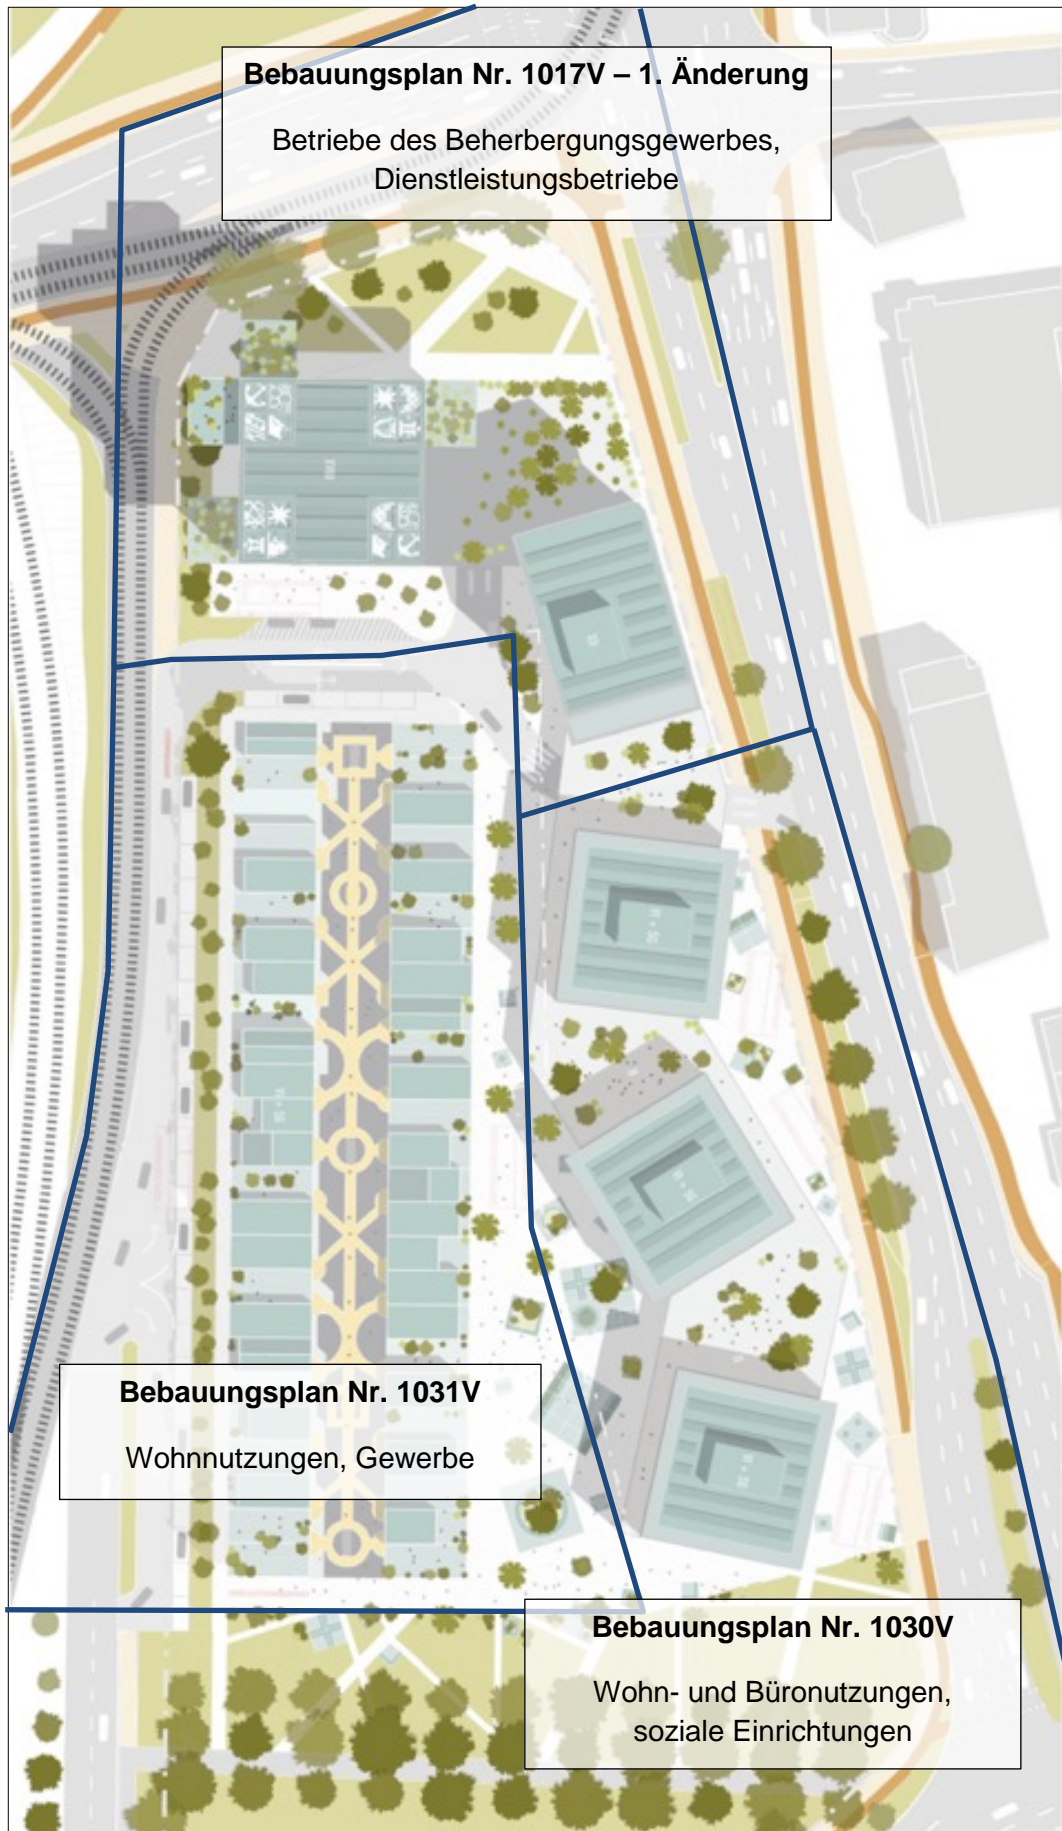 Bebauungsplan Nr. 1017V – 1. Änderung
Betriebe des Beherbergungsgewerbes,
Dienstleistungsbetriebe
Bebauungsplan Nr. 1031V
Wohnnutzungen, Gewerbe
Bebauungsplan Nr. 1030V
Wohn- und Büronutzungen,
soziale Einrichtungen